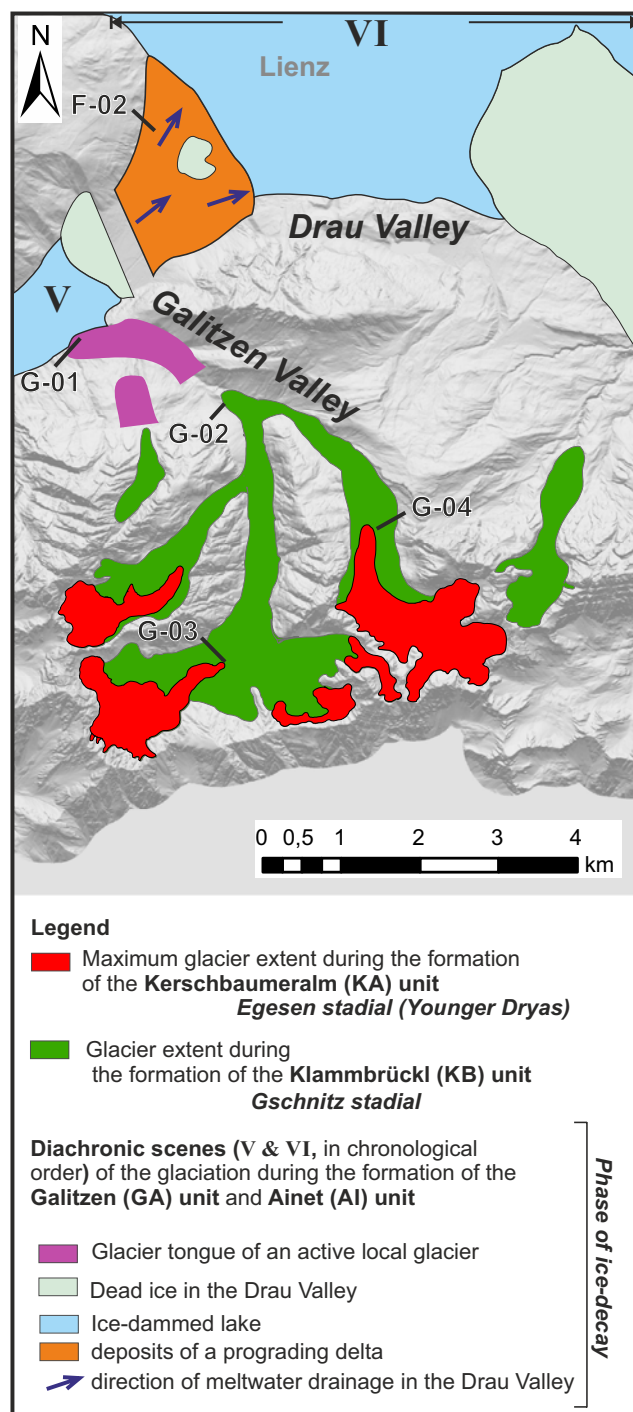 VI
N
Lienz
F-02
Drau Valley
V
Galitzen Valley
G-01
G-02
G-04
G-03
0 0,5 1 2 3 4
km
Legend
Maximum glacier extent during the formation
of the Kerschbaumeralm (KA) unit
Egesen stadial (Younger Dryas)
Glacier extent during
the formation of the Klammbrückl (KB) unit
Gschnitz stadial
Diachronic scenes (V & VI, in chronological
order) of the glaciation during the formation of the
Galitzen (GA) unit and Ainet (AI) unit
Glacier tongue of an active local glacier
Dead ice in the Drau Valley
Ice-dammed lake
deposits of a prograding delta
direction of meltwater drainage in the Drau Valley
Phase of ice-decay